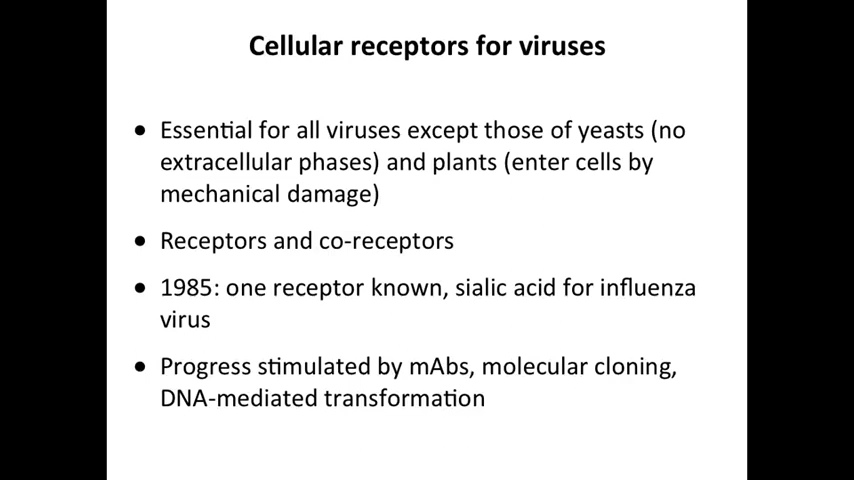 Cellular receptors for viruses
• Essential for all viruses except those of yeasts (no
extracellular phases) and plants (enter cells by
mechanical damage)
• Receptors and co-receptors
• 1985: one receptor known, sialic acid for influenza
virus
• Progress stimulated by mAbs, molecular cloning,
DNA-mediated transformation